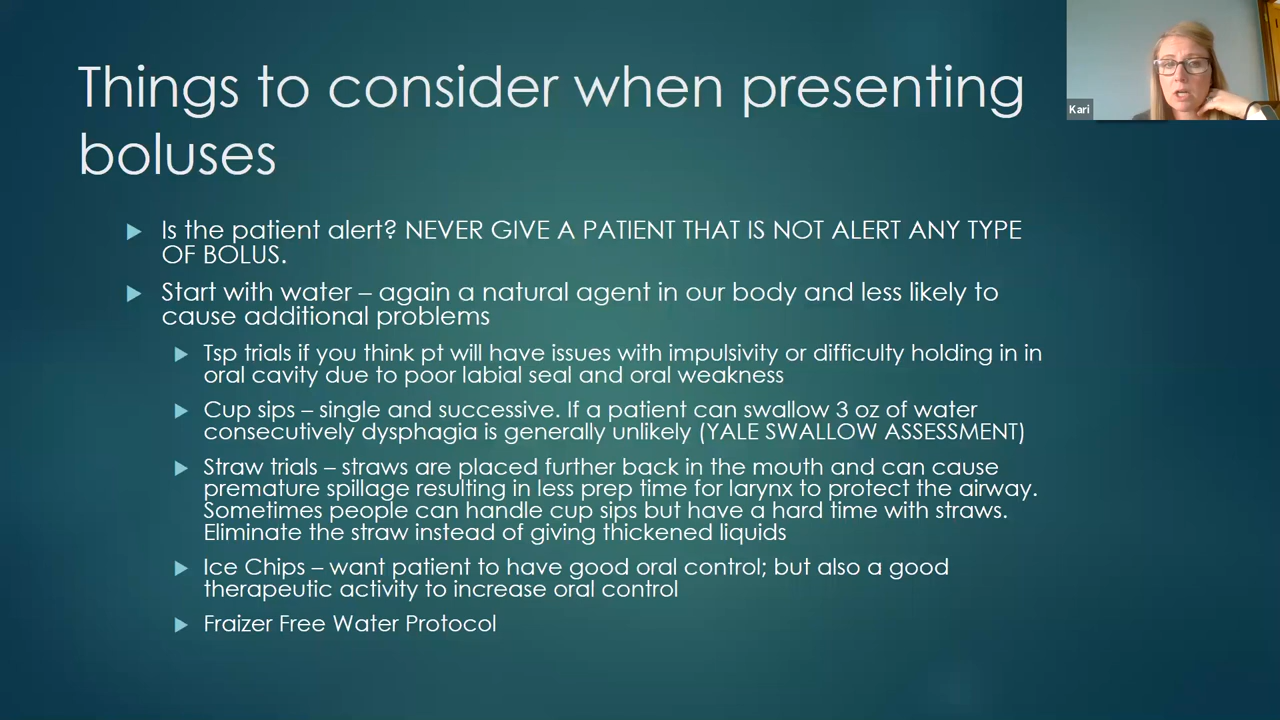 Things to consider when presenting
boluses
Kari
Is the patient alert? NEVER GIVE A PATIENT THAT IS NOT ALERT ANY TYPE
OF BOLUS.
Start with water – again a natural agent in our body and less likely to
cause additional problems
Tsp trials if you think pt will have issues with impulsivity or difficulty holding in in
oral cavity due to poor labial seal and oral weakness
Cup sips – single and successive. If a patient can swallow 3 oz of water
consecutively dysphagia is generally unlikely (YALE SWALLOW ASSESSMENT)
Straw trials – straws are placed further back in the mouth and can cause
premature spillage resulting in less prep time for larynx to protect the airway.
Sometimes people can handle cup sips but have a hard time with straws.
Eliminate the straw instead of giving thickened liquids
Ice Chips – want patient to have good oral control; but also a good
therapeutic activity to increase oral control
Fraizer Free Water Protocol